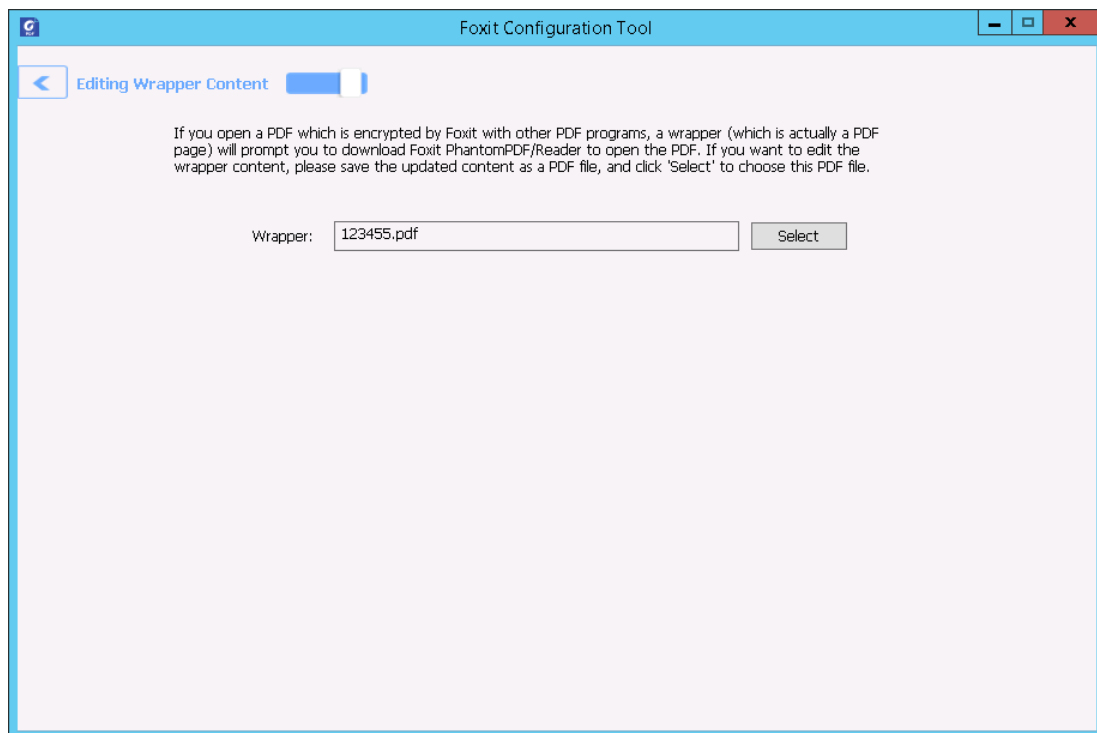 Foxit Configuration Tool
Editing Wrapper Content
If you open a PDF which is encrypted by Foxit with other PDF programs, a wrapper (which is actually a PDF
page) will prompt you to download Foxit PhantomPDF/Reader to open the PDF. If you want to edit the
wrapper content, please save the updated content as a PDF file, and click 'Select' to choose this PDF file.
Wrapper: 123455.pdf Select